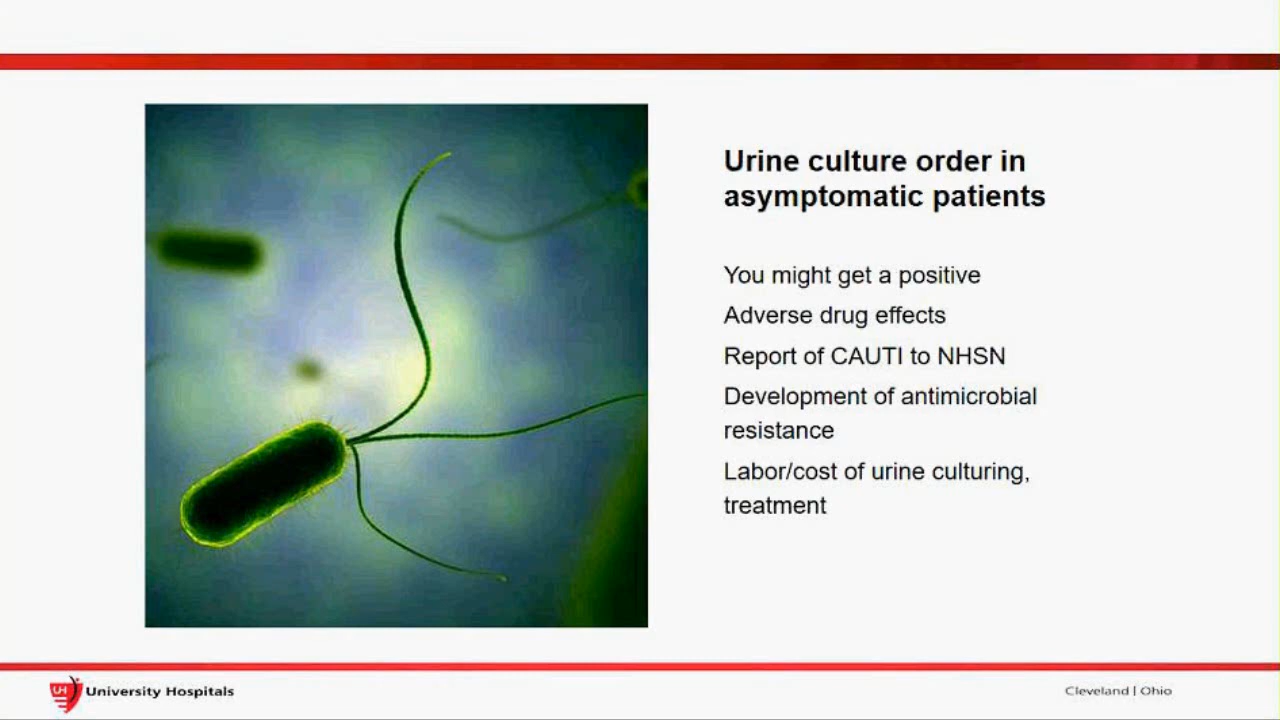 Urine culture order in
asymptomatic patients
You might get a positive
Adverse drug effects
Report of CAUTI to NHSN
Development of antimicrobial
resistance
Labor/cost of urine culturing,
treatment
UH University Hospitals
Cleveland | Ohio